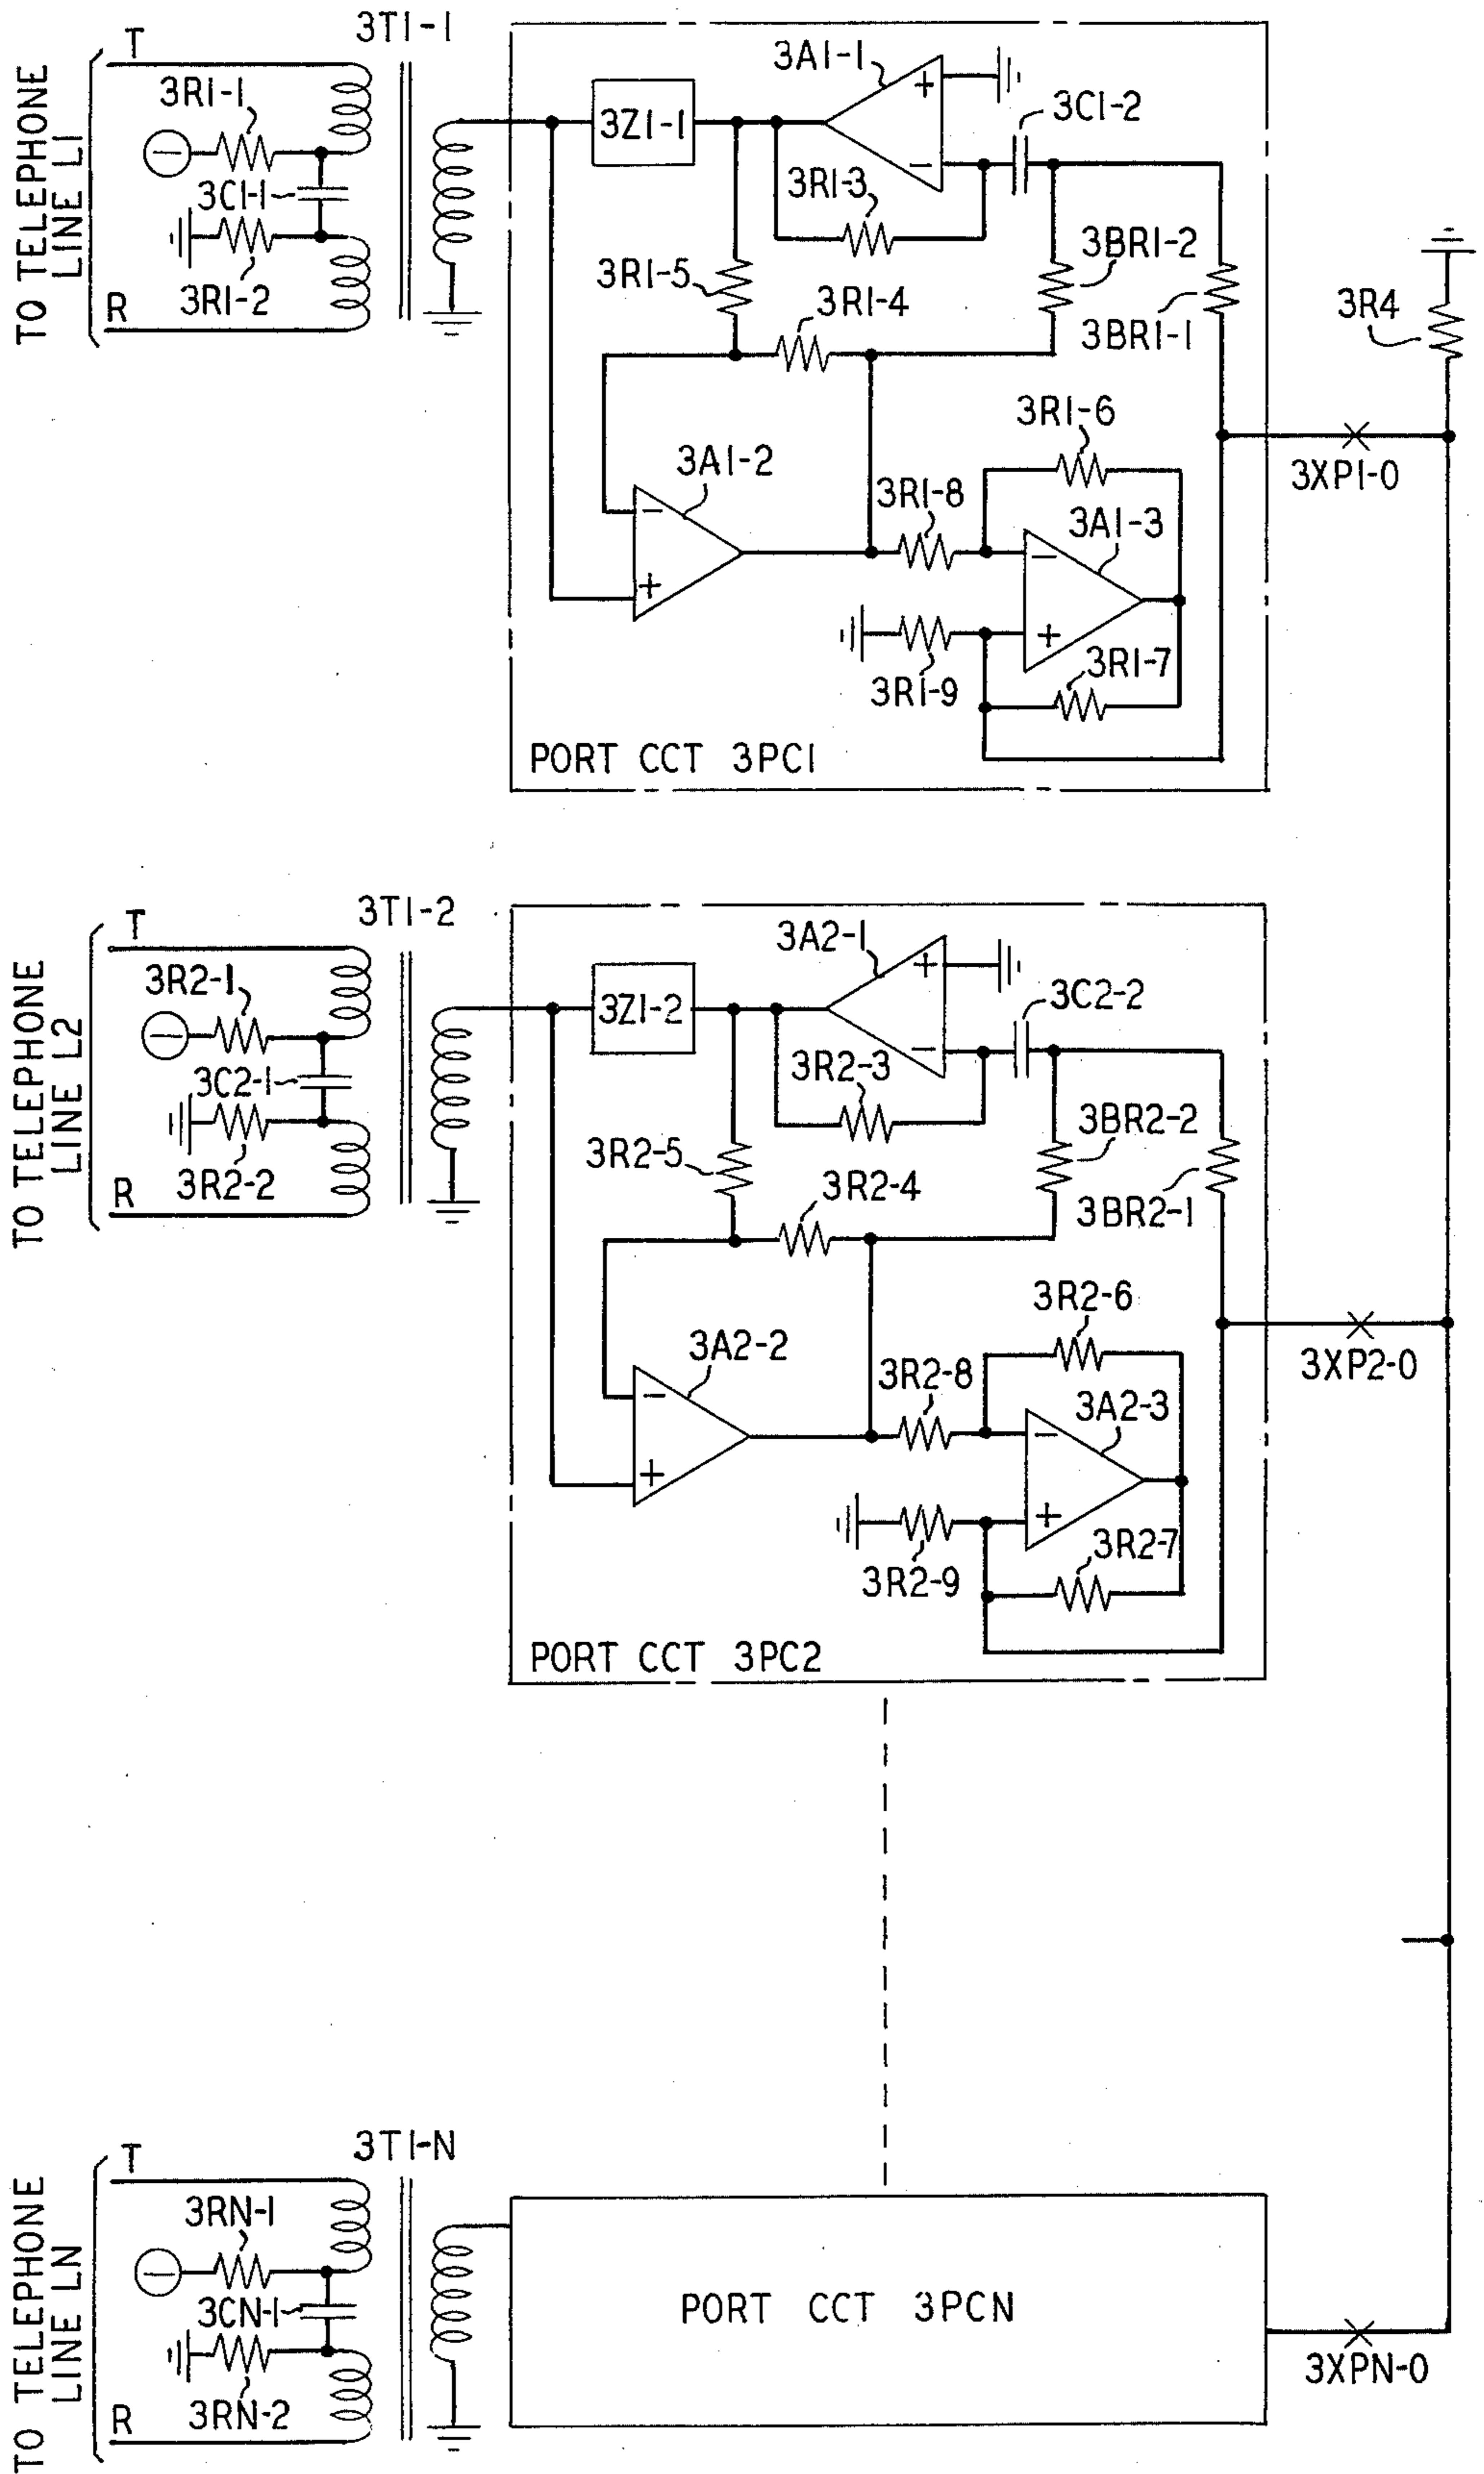 TO TELEPHONE
LINE L1
T
R
3R1-1
3C1-1
3R1-2
3T1-1
3Z1-1
3A1-1
+
−
3C1-2
3R1-3
3R1-5
3R1-4
3BR1-2
3BR1-1
3R4
3A1-2
−
+
3R1-8
3R1-6
3A1-3
−
+
3R1-9
3R1-7
3XP1-0
PORT CCT 3PC1
TO TELEPHONE
LINE L2
T
R
3R2-1
3C2-1
3R2-2
3T1-2
3Z1-2
3A2-1
+
−
3C2-2
3R2-3
3R2-5
3R2-4
3BR2-2
3BR2-1
3A2-2
−
+
3R2-8
3R2-6
3A2-3
−
+
3R2-9
3R2-7
3XP2-0
PORT CCT 3PC2
TO TELEPHONE
LINE LN
T
R
3RN-1
3CN-1
3RN-2
3T1-N
PORT CCT 3PCN
3XPN-0